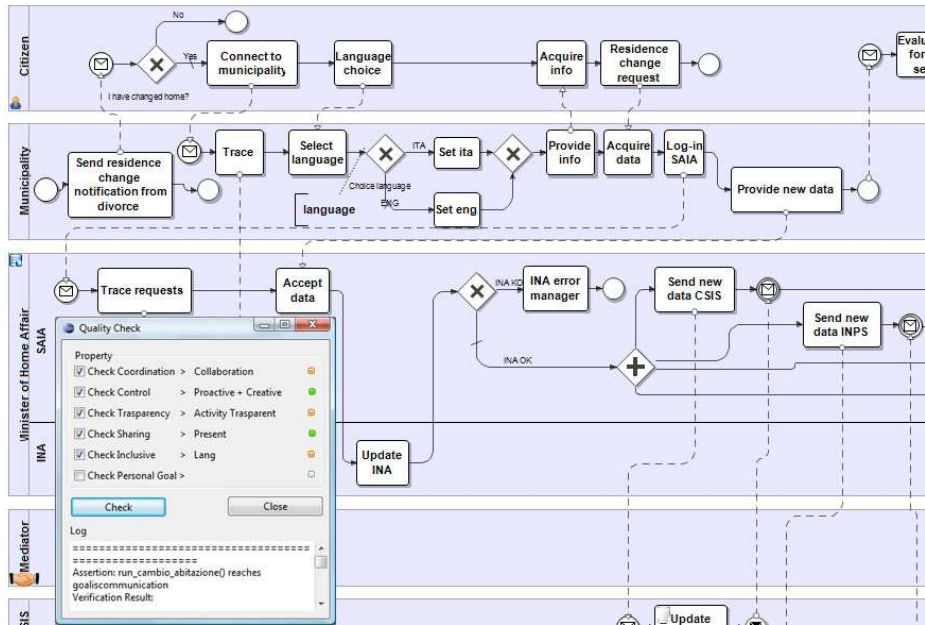 Citizen
No
Yes
I have changed home?
Connect to
municipality
Language
choice
Acquire
info
Residence
change
request
Evalu
for
se
Municipality
Send residence
change
notification from
divorce
Trace
Select
language
ITA
Choice language
ENG
language
Set ita
Set eng
Provide
info
Acquire
data
Log-in
SAIA
Provide new data
Minister of Home Affair
SAIA
INA
Trace requests
Accept
data
Update
INA
INA KO
INA OK
INA error
manager
Send new
data CSIS
Send new
data INPS
Mediator
SIS
Update
Quality Check
Property
Check Coordination > Collaboration
Check Control > Proactive + Creative
Check Trasparency > Activity Trasparent
Check Sharing > Present
Check Inclusive > Lang
Check Personal Goal >
Check
Close
Log
====================================
===================
Assertion: run_cambio_abitazione() reaches
goaliscommunication
Verification Result: